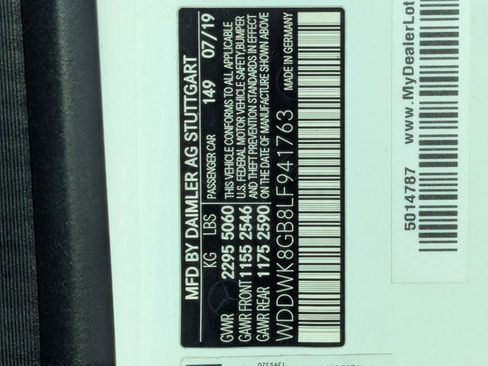 MFD BY DAIMLER AG STUTTGART
KG LBS PASSENGER CAR 149 07/19
GVWR 2295 5060
GAWR FRONT 1155 2546
GAWR REAR 1175 2590
THIS VEHICLE CONFORMS TO ALL APPLICABLE
U.S. FEDERAL MOTOR VEHICLE SAFETY, BUMPER
AND THEFT PREVENTION STANDARDS IN EFFECT
ON THE DATE OF MANUFACTURE SHOWN ABOVE
WDDWK8GB8LF941763 MADE IN GERMANY
5014787
www.MyDealerLot